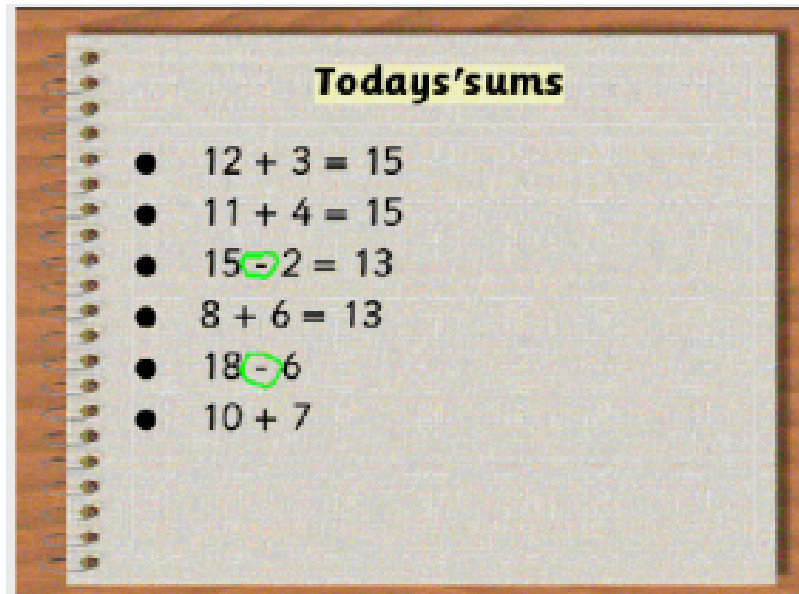 Todays'sums
● 12 + 3 = 15
● 11 + 4 = 15
● 15 - 2 = 13
● 8 + 6 = 13
● 18 - 6
● 10 + 7